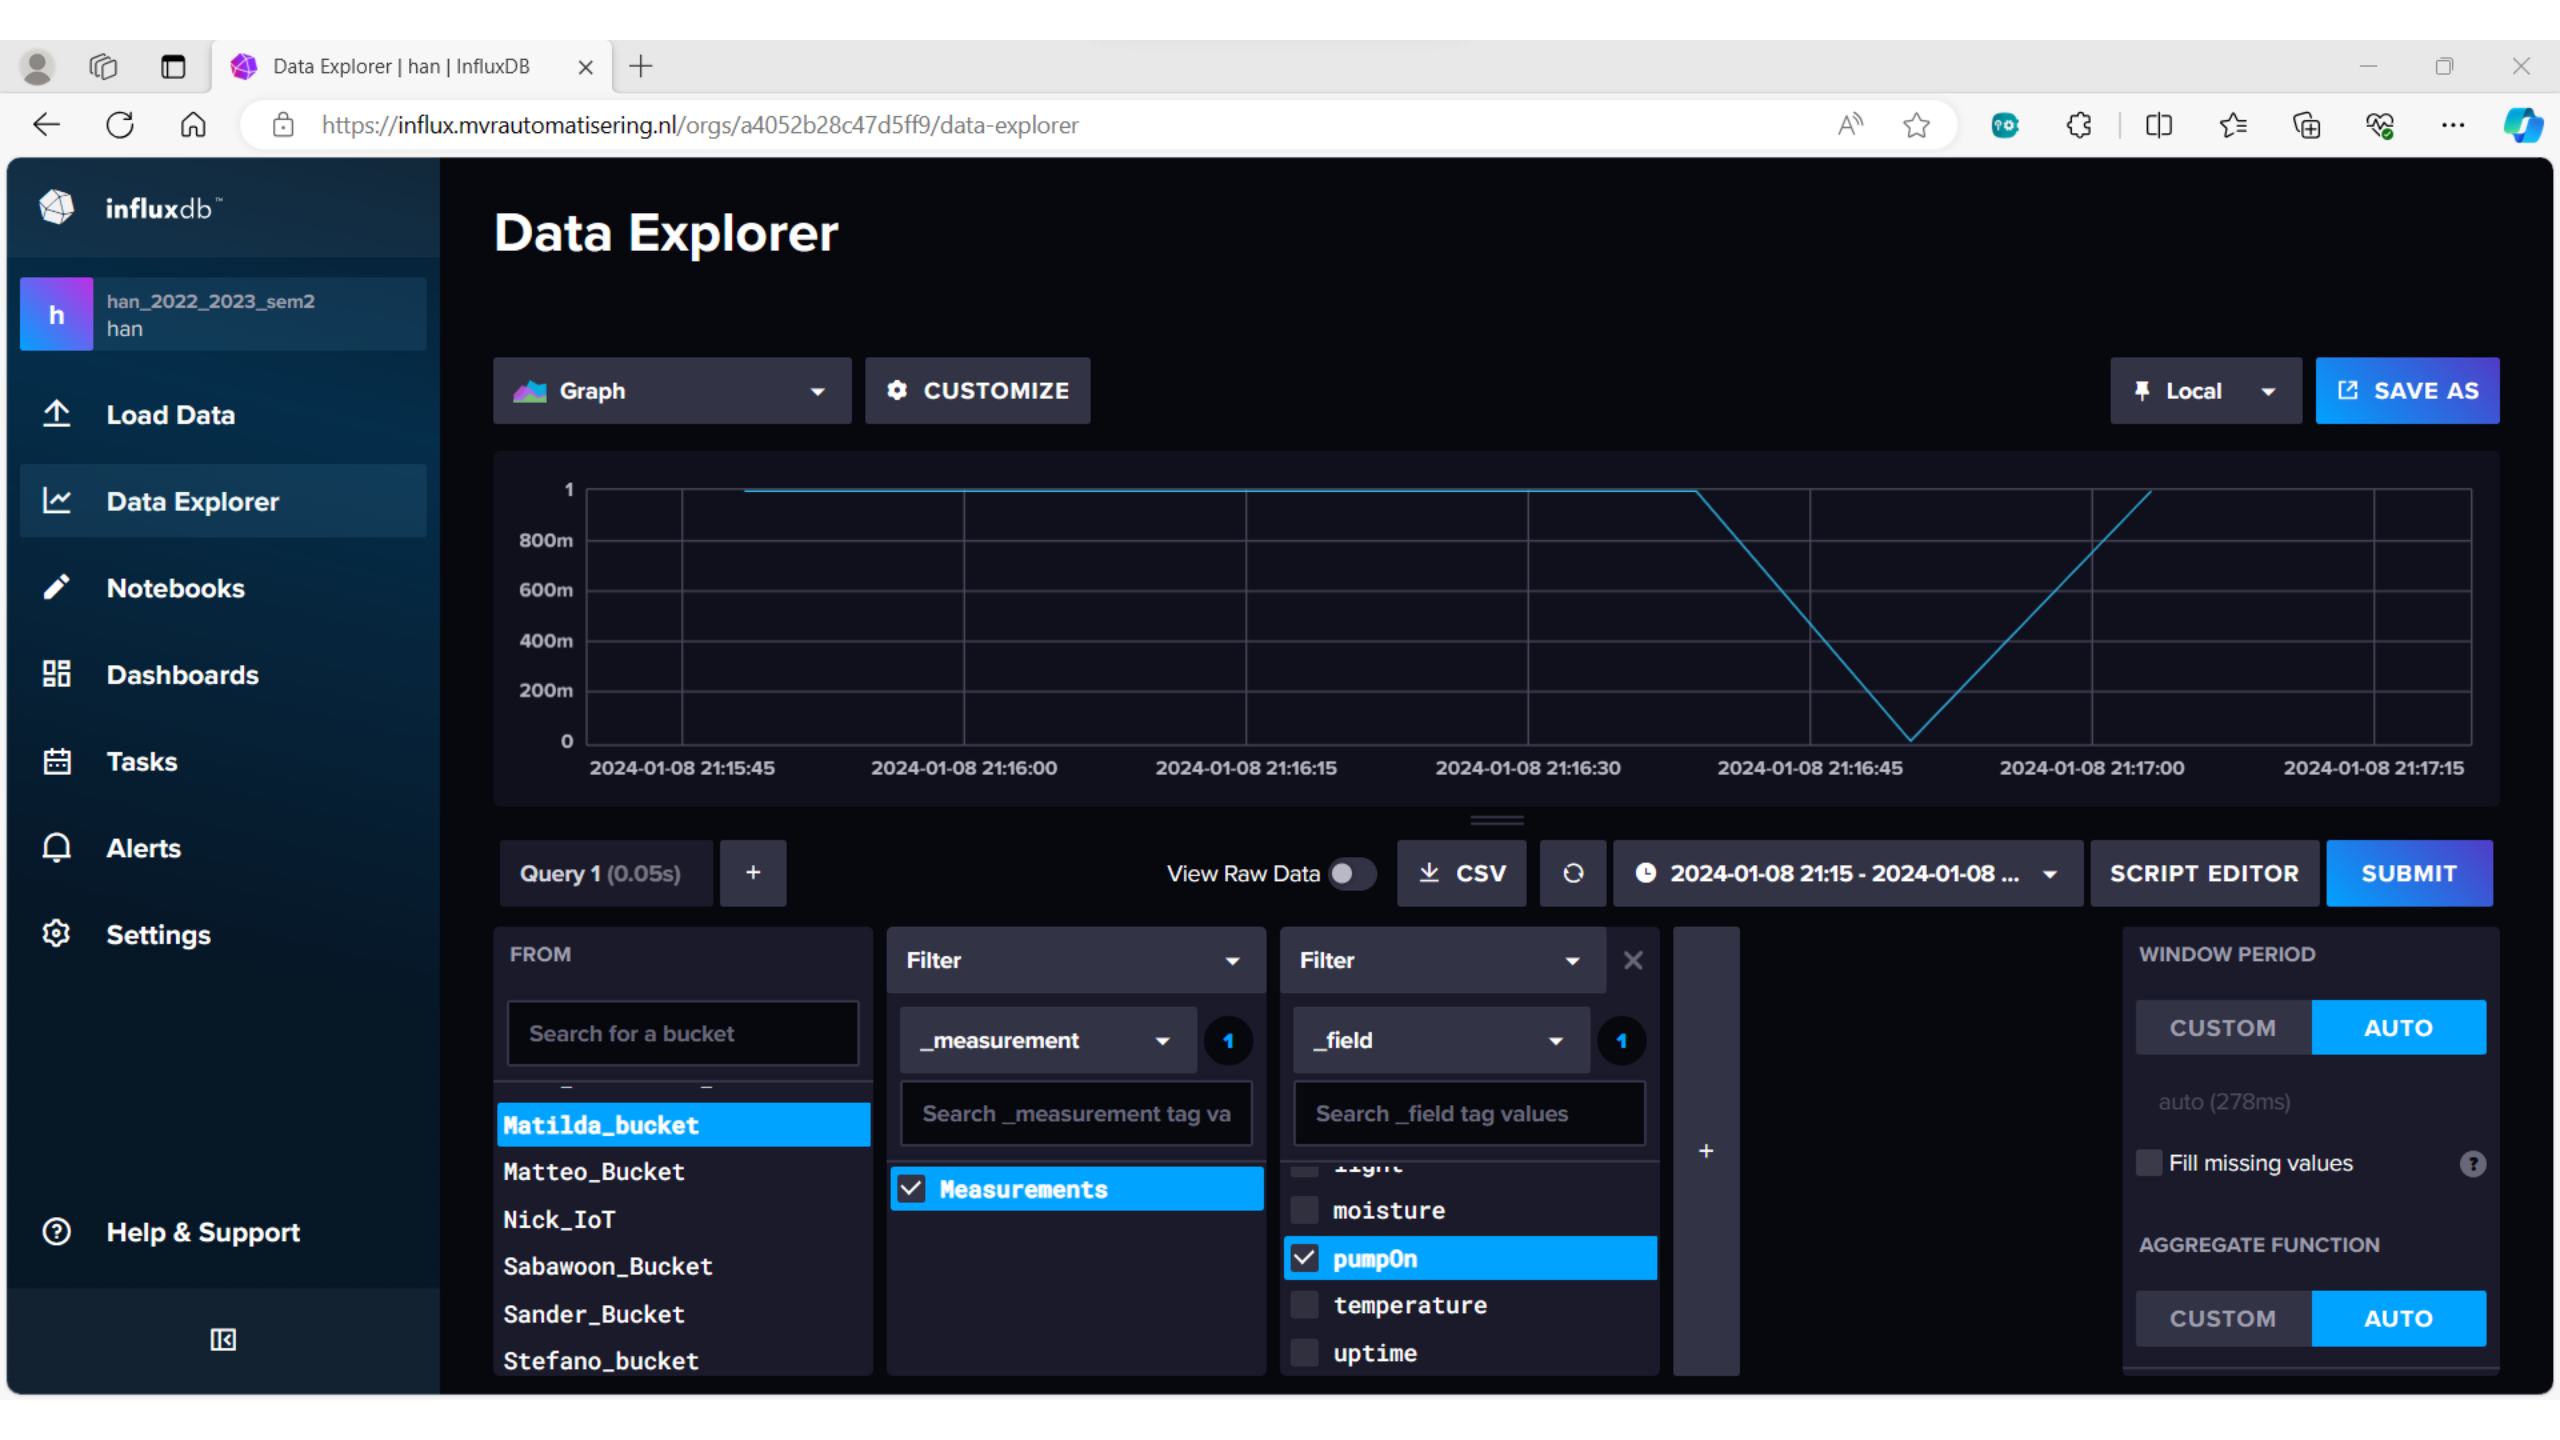 Data Explorer | han | InfluxDB
https://influx.mvrautomatisering.nl/orgs/a4052b28c47d5ff9/data-explorer
influxdb™
h
han_2022_2023_sem2
han
Load Data
Data Explorer
Notebooks
Dashboards
Tasks
Alerts
Settings
Help & Support
Data Explorer
Graph
CUSTOMIZE
Local
SAVE AS
1
800m
600m
400m
200m
0
2024-01-08 21:15:45
2024-01-08 21:16:00
2024-01-08 21:16:15
2024-01-08 21:16:30
2024-01-08 21:16:45
2024-01-08 21:17:00
2024-01-08 21:17:15
Query 1 (0.05s)
+
View Raw Data
CSV
2024-01-08 21:15 - 2024-01-08 ...
SCRIPT EDITOR
SUBMIT
FROM
Search for a bucket
Matilda_bucket
Matteo_Bucket
Nick_IoT
Sabawoon_Bucket
Sander_Bucket
Stefano_bucket
Filter
_measurement
1
Search _measurement tag va
Measurements
Filter
_field
1
Search _field tag values
light
moisture
pumpOn
temperature
uptime
+
WINDOW PERIOD
CUSTOM
AUTO
auto (278ms)
Fill missing values
?
AGGREGATE FUNCTION
CUSTOM
AUTO